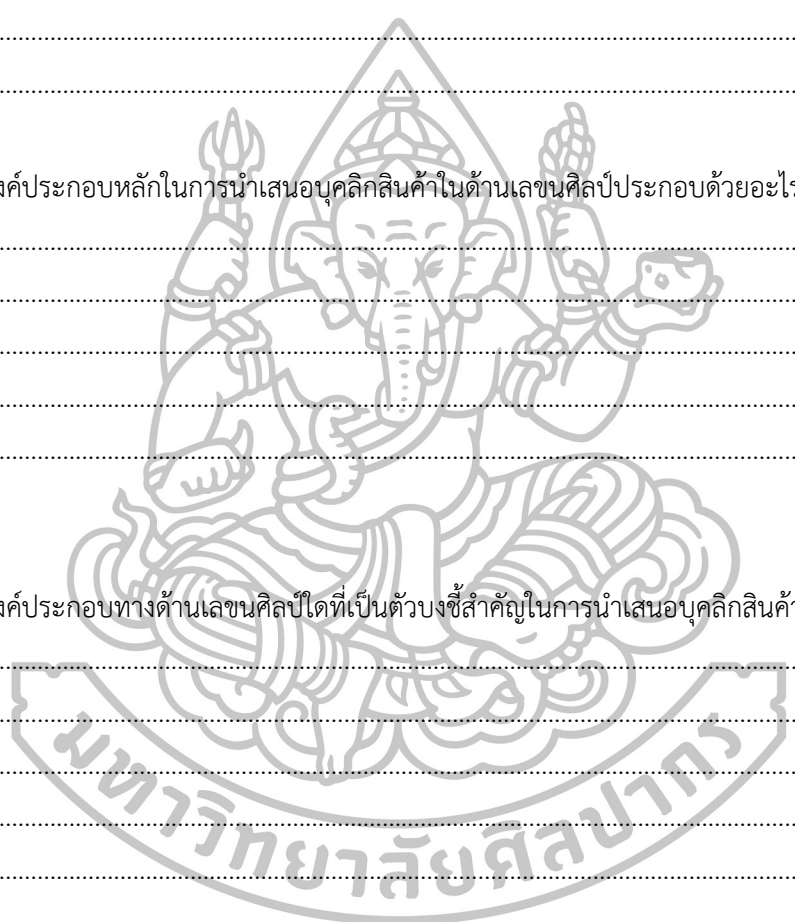 งค์ประกอบหลักในการนำเสนอบุคลิกสินค้าในด้านเลขนศิลป์ประกอบด้วยอะไร
งค์ประกอบทางด้านเลขนศิลป์ใดที่เป็นตัวบงชี้สำคัญในการนำเสนอบุคลิกสินค้า
มหาวิทยาลัยศิลปากร